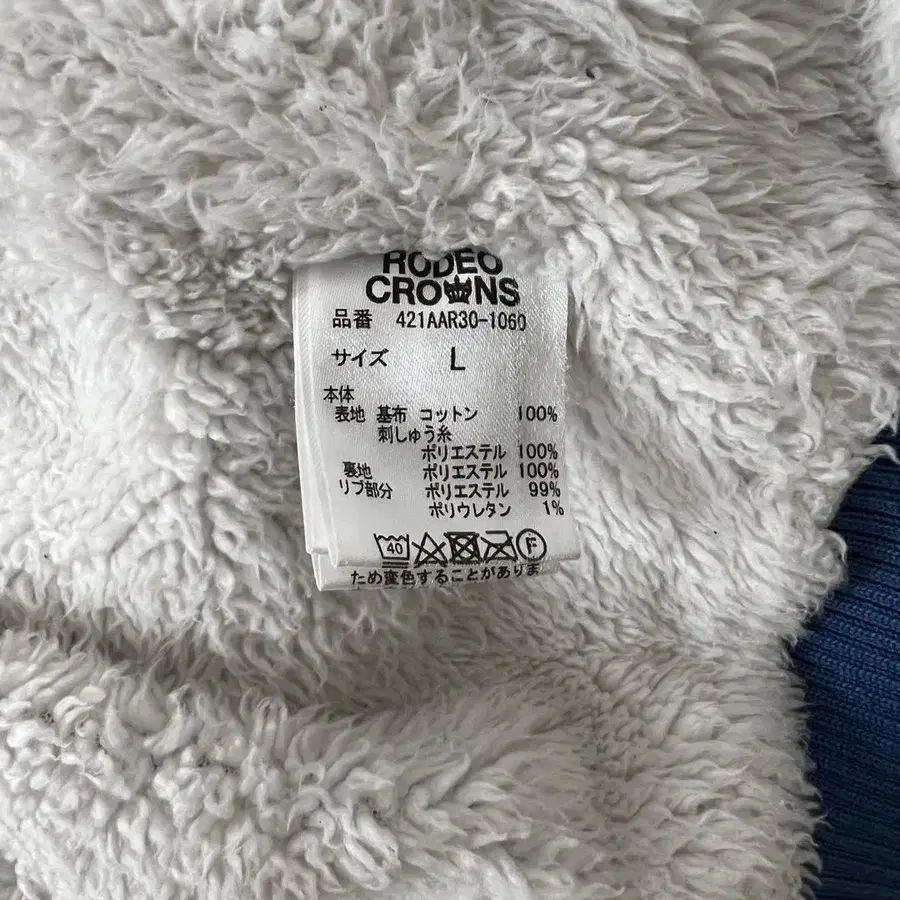 RODEO
CROWNS
品番 421AAR30-1060
サイズ L
本体
表地 基布 コットン 100%
刺しゅう糸
ポリエステル 100%
裏地 ポリエステル 100%
リブ部分 ポリエステル 99%
ポリウレタン 1%
40 F
ため変色することがありま